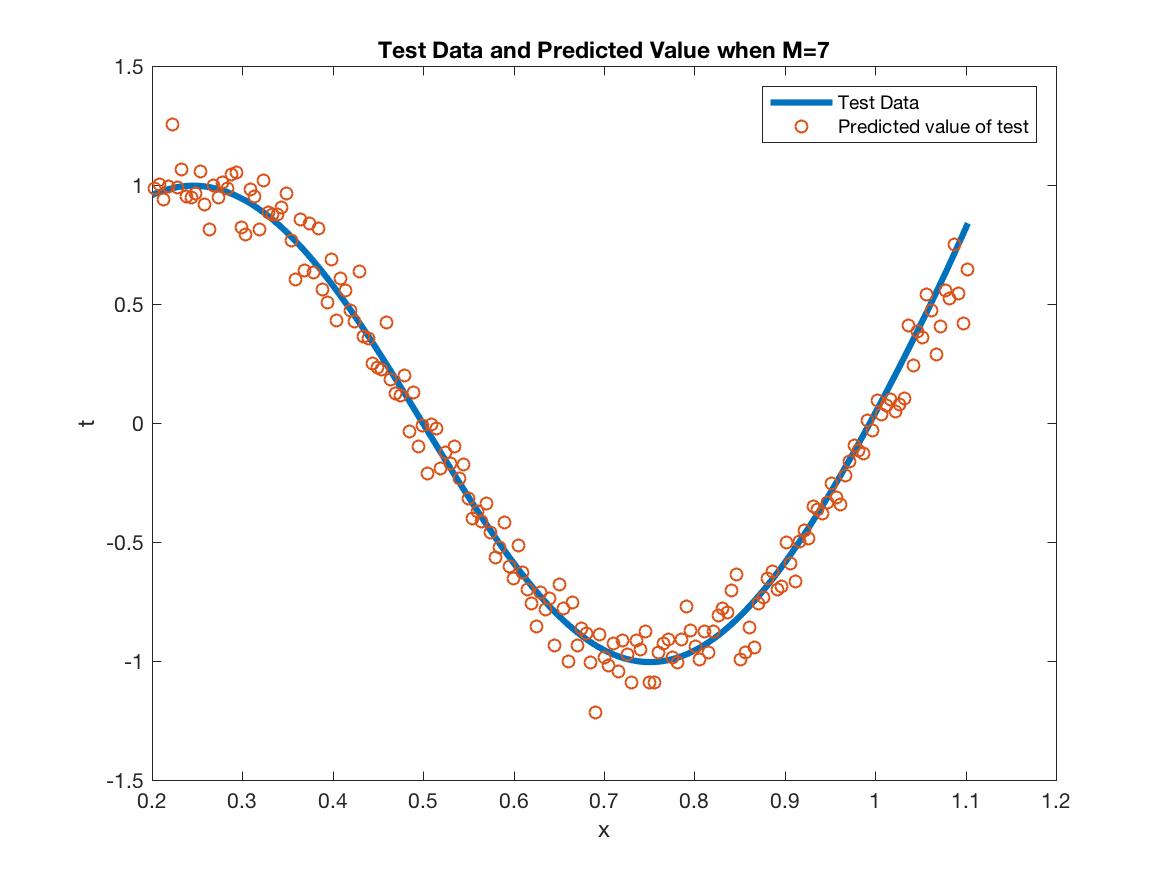 Test Data and Predicted Value when M=7
1.5
Test Data
Predicted value of test
1
0.5
t
0
-0.5
-1
-1.5
0.2 0.3 0.4 0.5 0.6 0.7 0.8 0.9 1 1.1 1.2
x